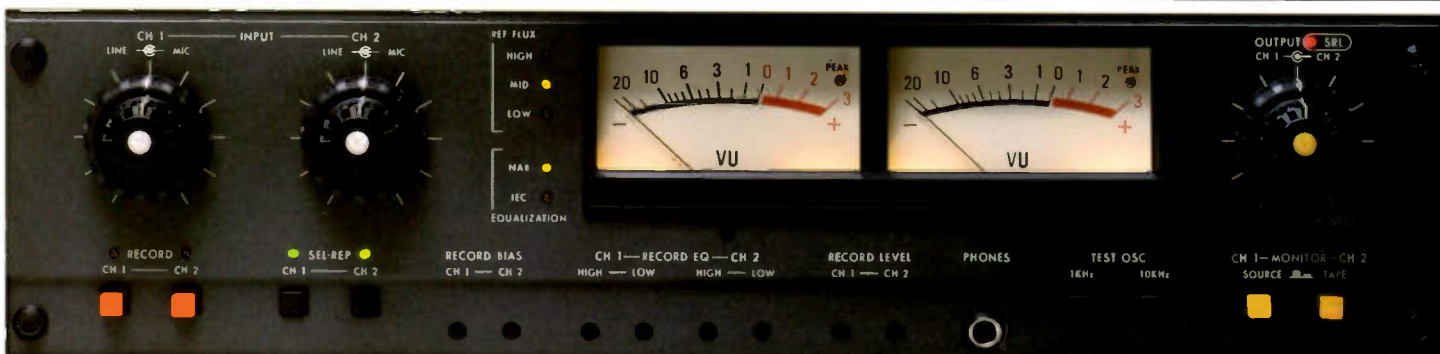 CH 1 INPUT CH 2
LINE MIC LINE MIC
REF FLUX
HIGH
MID
LOW
NAB
IEC
EQUALIZATION
20 10 6 3 1 0 1 2 3
PEAK
- +
VU
20 10 6 3 1 0 1 2 3
PEAK
- +
VU
OUTPUT SRL
CH 1 CH 2
RECORD
CH 1 CH 2
SEL-REP
CH 1 CH 2
RECORD BIAS
CH 1 — CH 2
CH 1—RECORD EQ—CH 2
HIGH — LOW HIGH — LOW
RECORD LEVEL
CH 1 — CH 2
PHONES
TEST OSC
1KHz 10KHz
CH 1—MONITOR—CH 2
SOURCE TAPE